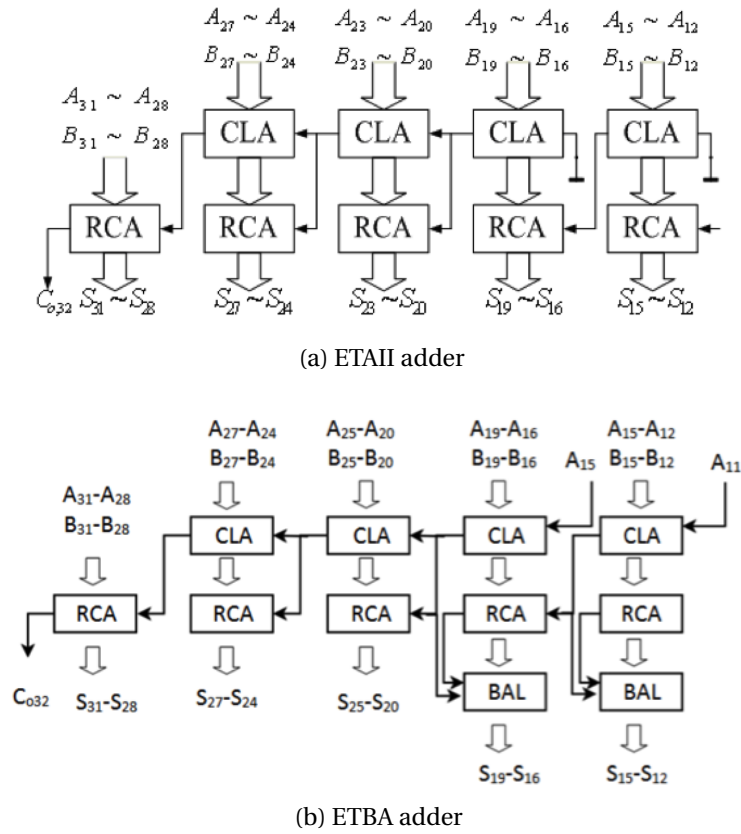 A27 ~ A24 A23 ~ A20 A19 ~ A16 A15 ~ A12
B27 ~ B24 B23 ~ B20 B19 ~ B16 B15 ~ B12
A31 ~ A28
B31 ~ B28
CLA CLA CLA CLA
RCA RCA RCA RCA RCA
Co,32 S31 ~ S28 S27 ~ S24 S23 ~ S20 S19 ~ S16 S15 ~ S12
(a) ETAII adder
A27-A24 A25-A20 A19-A16 A15-A12
B27-B24 B25-B20 B19-B16 A15 B15-B12 A11
A31-A28
B31-B28
CLA CLA CLA CLA
RCA RCA RCA RCA RCA
BAL BAL
Co32 S31-S28 S27-S24 S25-S20
S19-S16 S15-S12
(b) ETBA adder